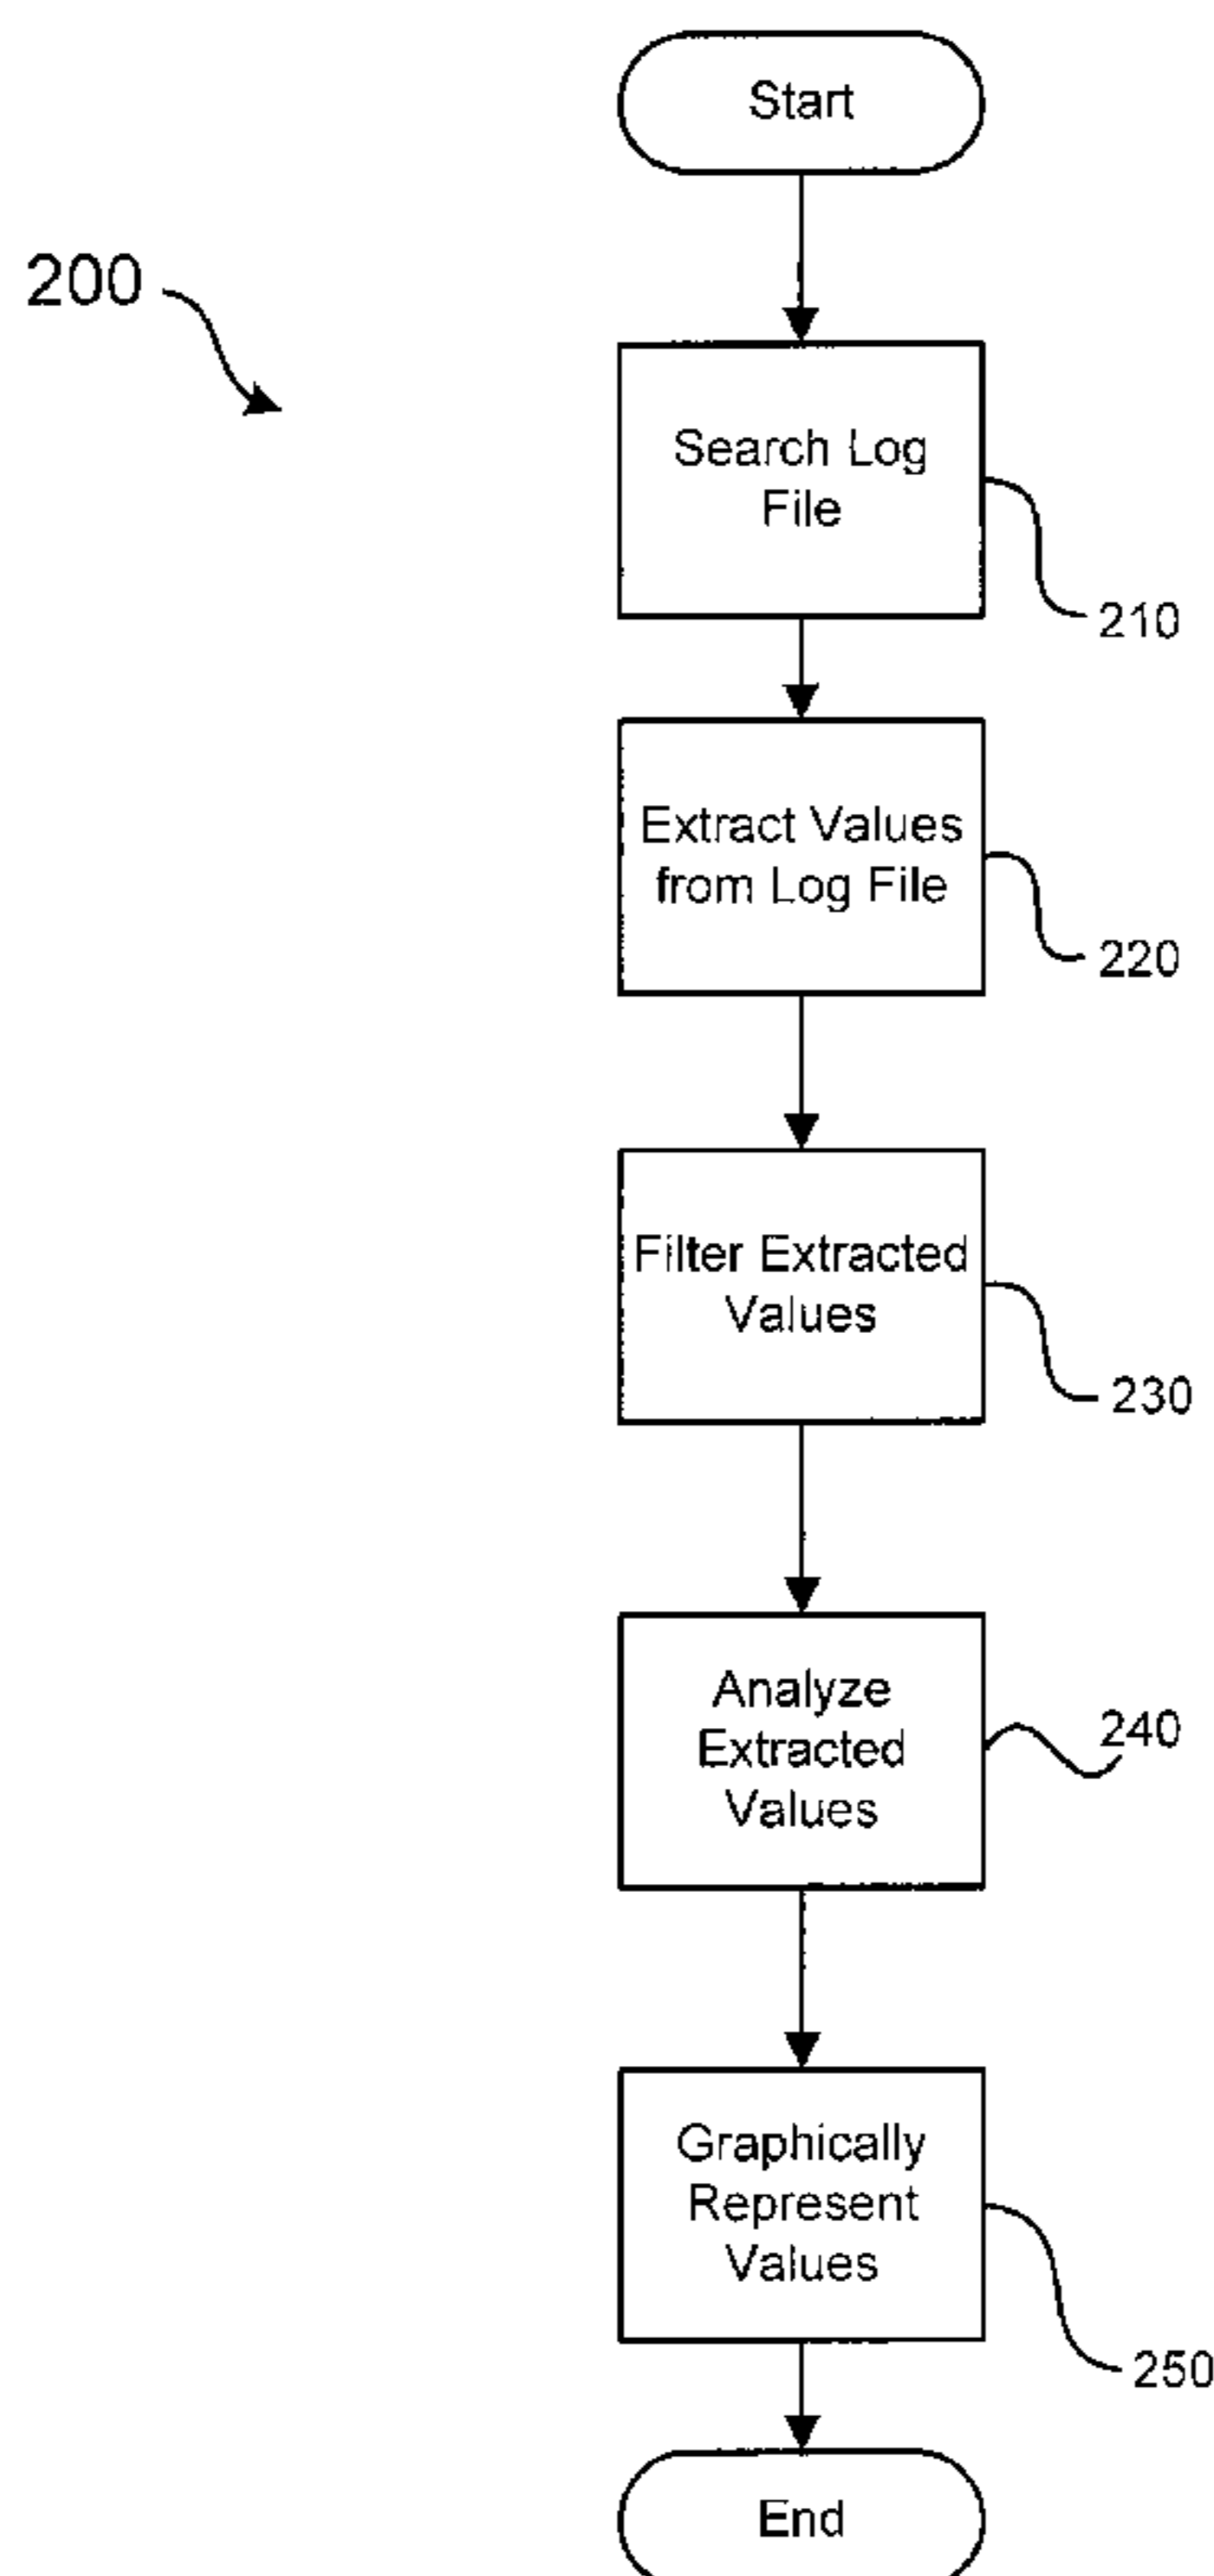 Start
200
Search Log
File
210
Extract Values
from Log File
220
Filter Extracted
Values
230
Analyze
Extracted
Values
240
Graphically
Represent
Values
250
End